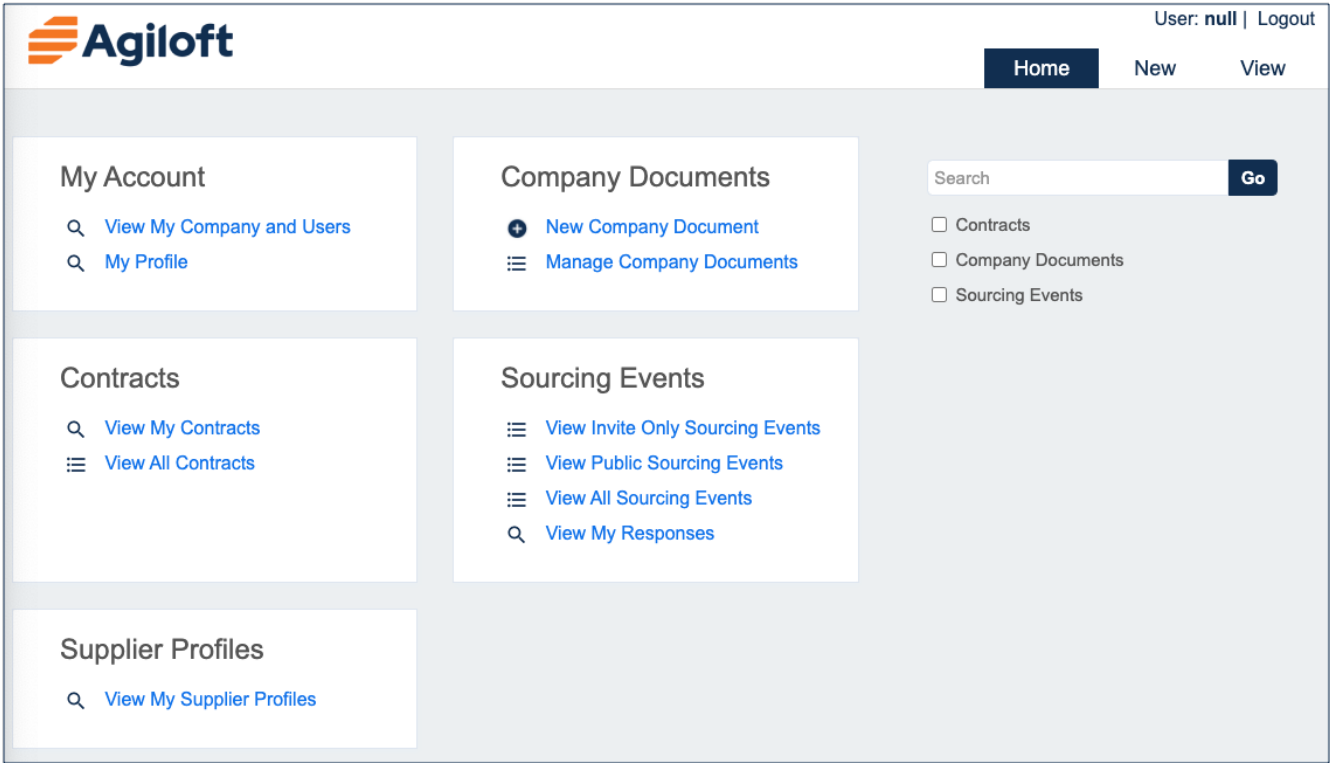 Agiloft
User: null | Logout
Home New View
My Account
View My Company and Users
My Profile
Company Documents
New Company Document
Manage Company Documents
Search Go
Contracts
Company Documents
Sourcing Events
Contracts
View My Contracts
View All Contracts
Sourcing Events
View Invite Only Sourcing Events
View Public Sourcing Events
View All Sourcing Events
View My Responses
Supplier Profiles
View My Supplier Profiles